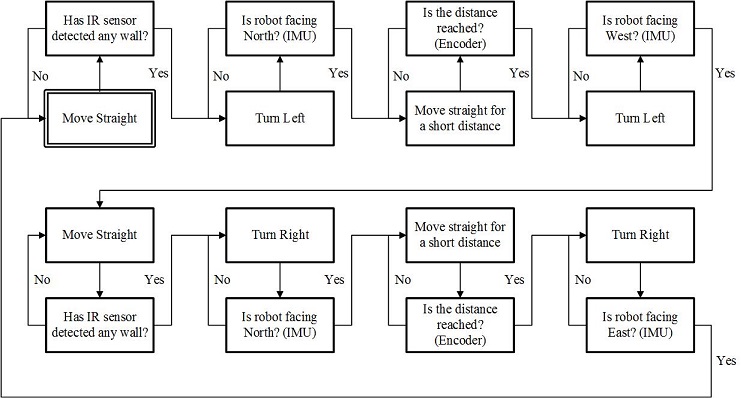 Has IR sensor
detected any wall?
Is robot facing
North? (IMU)
Is the distance
reached?
(Encoder)
Is robot facing
West? (IMU)
No
Yes
No
Yes
No
Yes
No
Yes
Move Straight
Turn Left
Move straight for
a short distance
Turn Left
Move Straight
Turn Right
Move straight for
a short distance
Turn Right
No
Yes
No
Yes
No
Yes
No
Has IR sensor
detected any wall?
Is robot facing
North? (IMU)
Is the distance
reached?
(Encoder)
Is robot facing
East? (IMU)
Yes